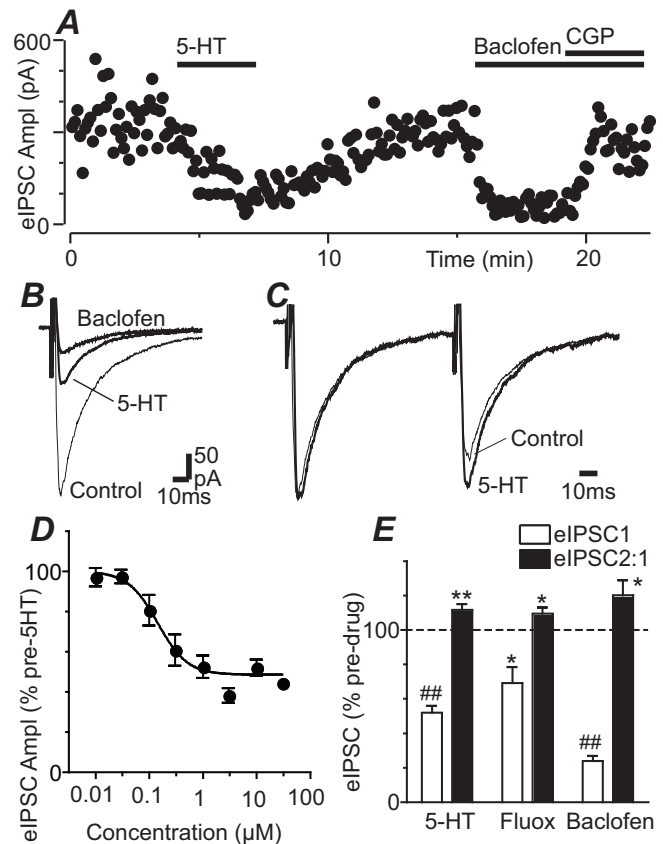 A
600
5-HT
Baclofen
CGP
eIPSC Ampl (pA)
0
0
10
20
Time (min)
B
Baclofen
5-HT
Control
50
pA
10ms
C
Control
5-HT
10ms
D
100
0
eIPSC Ampl (% pre-5HT)
0.01
0.1
1
10
100
Concentration (µM)
E
eIPSC1
eIPSC2:1
eIPSC (% pre-drug)
100
0
##
**
*
*
##
*
5-HT
Fluox
Baclofen